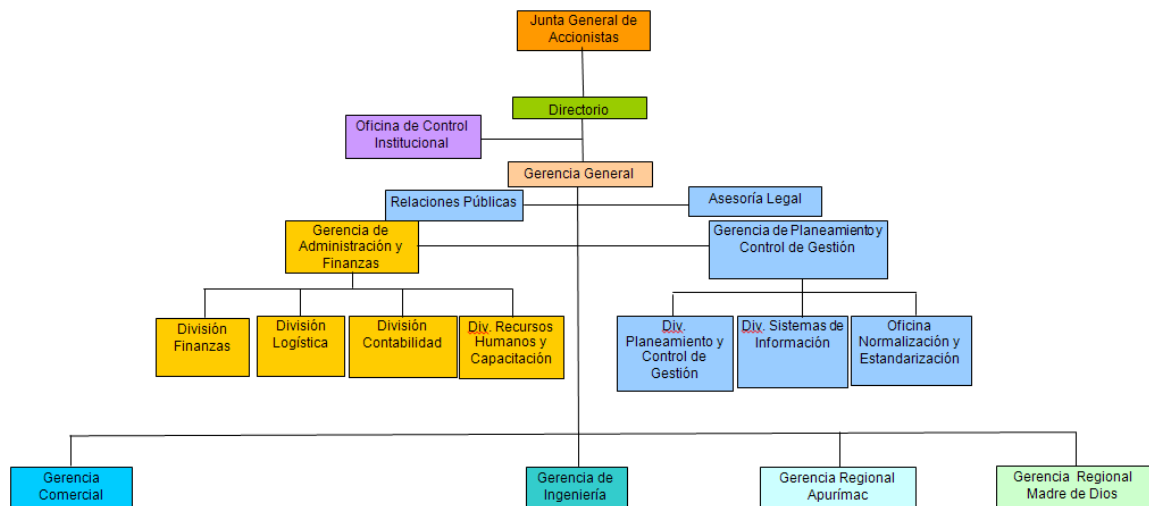 Junta General de
Accionistas
Directorio
Oficina de Control
Institucional
Gerencia General
Relaciones Públicas
Asesoría Legal
Gerencia de
Administración y
Finanzas
Gerencia de Planeamiento y
Control de Gestión
División
Finanzas
División
Logística
División
Contabilidad
Div. Recursos
Humanos y
Capacitación
Div.
Planeamiento y
Control de
Gestión
Div. Sistemas de
Información
Oficina
Normalización y
Estandarización
Gerencia
Comercial
Gerencia de
Ingeniería
Gerencia Regional
Apurímac
Gerencia Regional
Madre de Dios